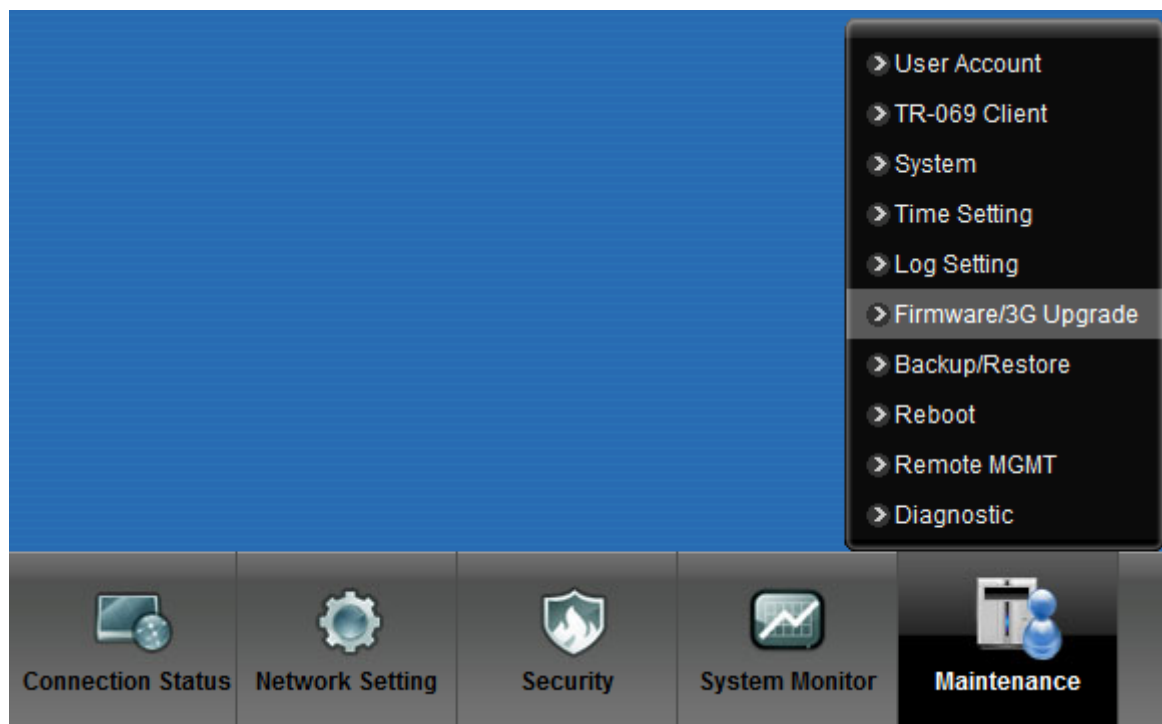 User Account
TR-069 Client
System
Time Setting
Log Setting
Firmware/3G Upgrade
Backup/Restore
Reboot
Remote MGMT
Diagnostic
Connection Status
Network Setting
Security
System Monitor
Maintenance